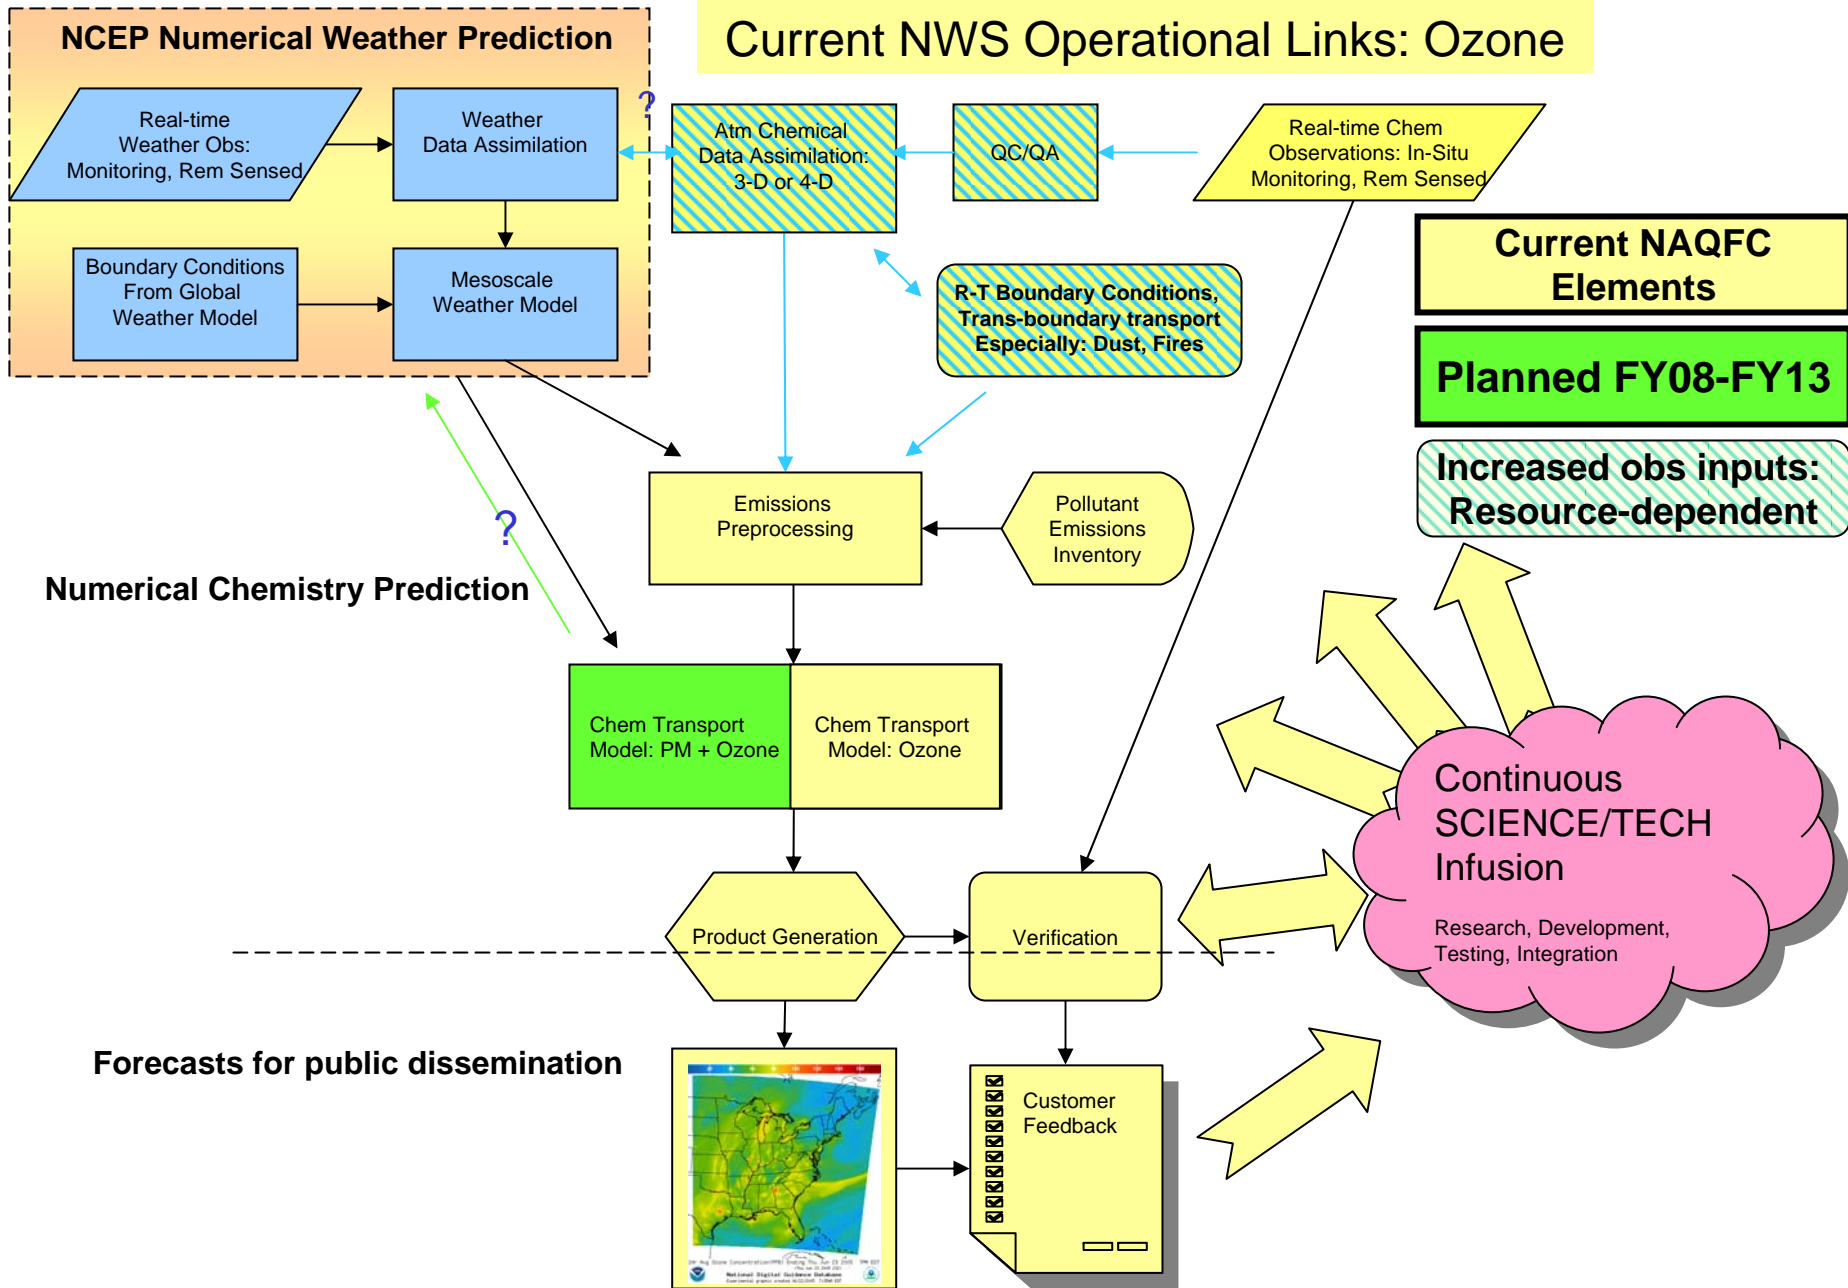 Current NWS Operational Links: Ozone
NCEP Numerical Weather Prediction
Real-time
Weather Obs:
Monitoring, Rem Sensed
Weather
Data Assimilation
?
Atm Chemical
Data Assimilation:
3-D or 4-D
QC/QA
Real-time Chem
Observations: In-Situ
Monitoring, Rem Sensed
Boundary Conditions
From Global
Weather Model
Mesoscale
Weather Model
R-T Boundary Conditions,
Trans-boundary transport
Especially: Dust, Fires
Current NAQFC
Elements
Planned FY08-FY13
Increased obs inputs:
Resource-dependent
Emissions
Preprocessing
Pollutant
Emissions
Inventory
?
Numerical Chemistry Prediction
Chem Transport
Model: PM + Ozone
Chem Transport
Model: Ozone
Continuous
SCIENCE/TECH
Infusion
Research, Development,
Testing, Integration
Product Generation
Verification
Forecasts for public dissemination
Customer
Feedback
National Digital Guidance Database